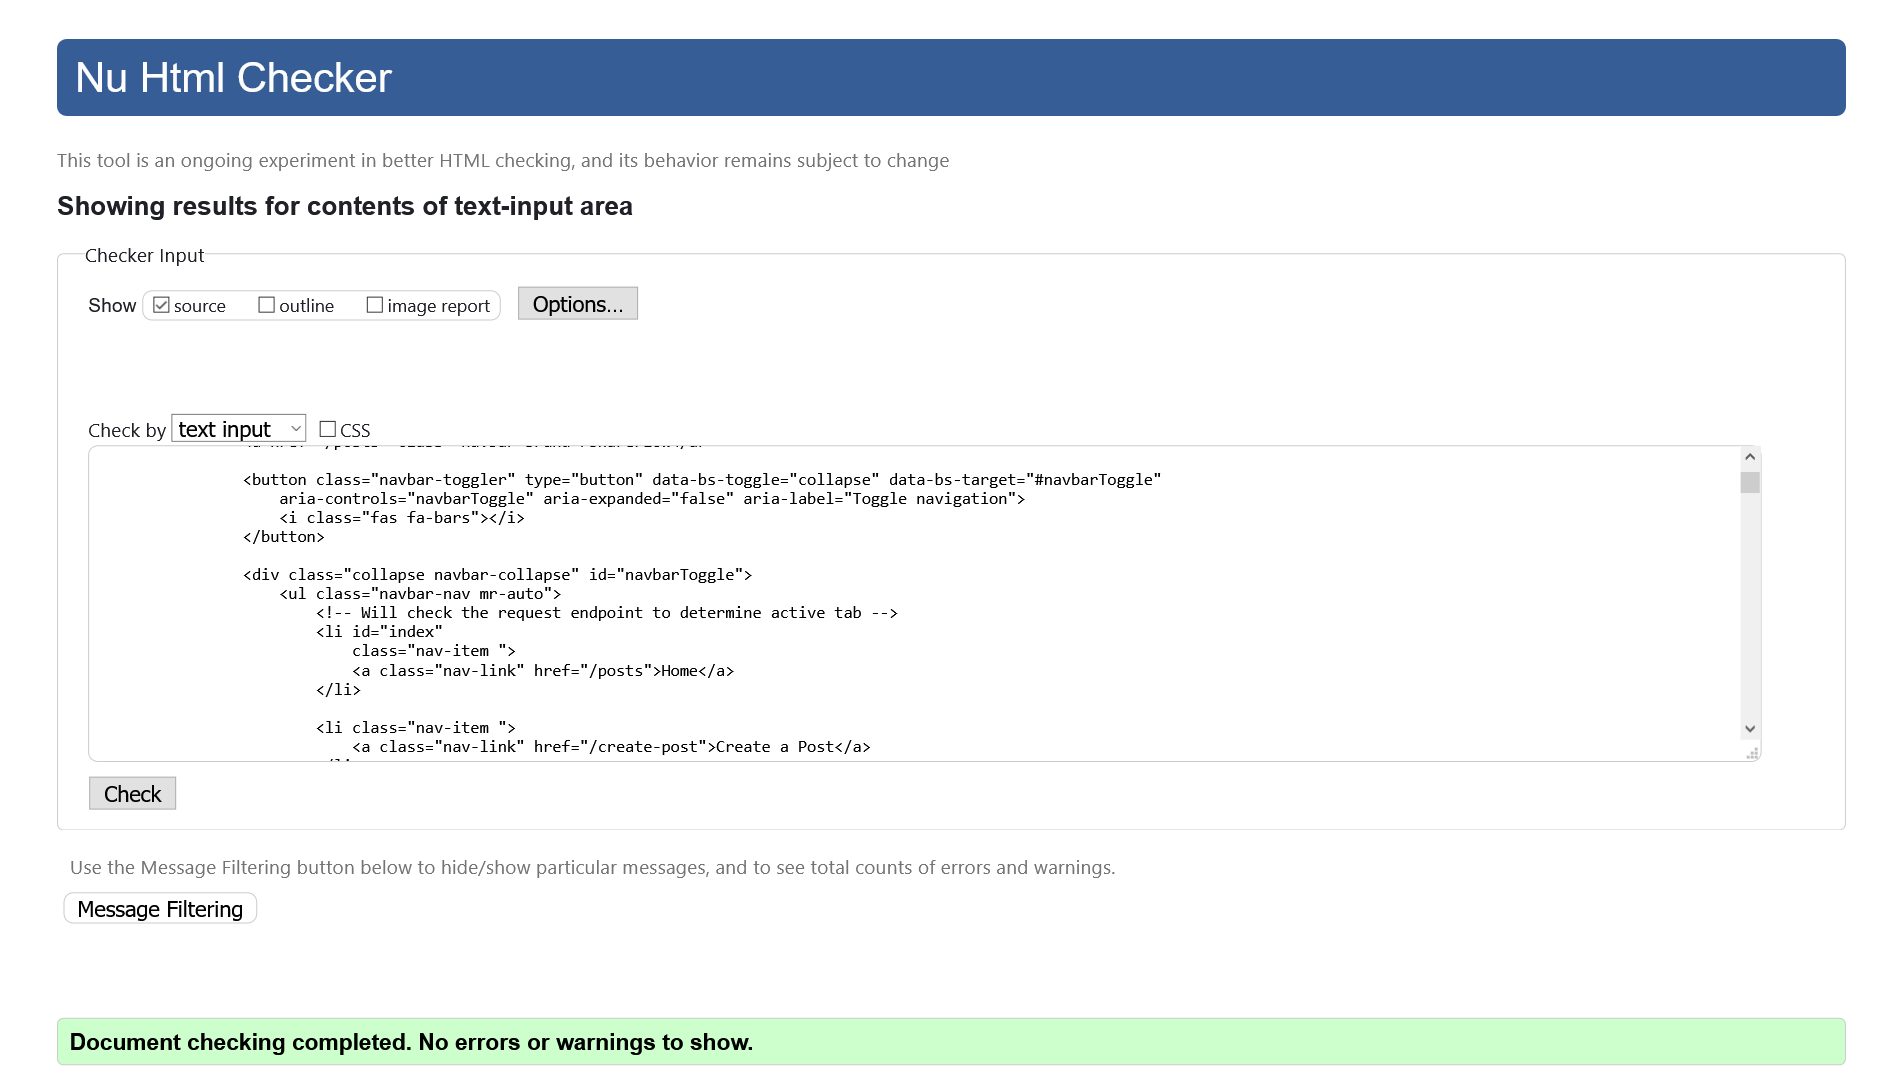 Nu Html Checker
This tool is an ongoing experiment in better HTML checking, and its behavior remains subject to change
Showing results for contents of text-input area
Checker Input
Show source outline image report Options...
Check by text input CSS
<button class="navbar-toggler" type="button" data-bs-toggle="collapse" data-bs-target="#navbarToggle"
aria-controls="navbarToggle" aria-expanded="false" aria-label="Toggle navigation">
<i class="fas fa-bars"></i>
</button>
<div class="collapse navbar-collapse" id="navbarToggle">
<ul class="navbar-nav mr-auto">
<!-- Will check the request endpoint to determine active tab -->
<li id="index"
class="nav-item ">
<a class="nav-link" href="/posts">Home</a>
</li>
<li class="nav-item ">
<a class="nav-link" href="/create-post">Create a Post</a>
Check
Use the Message Filtering button below to hide/show particular messages, and to see total counts of errors and warnings.
Message Filtering
Document checking completed. No errors or warnings to show.